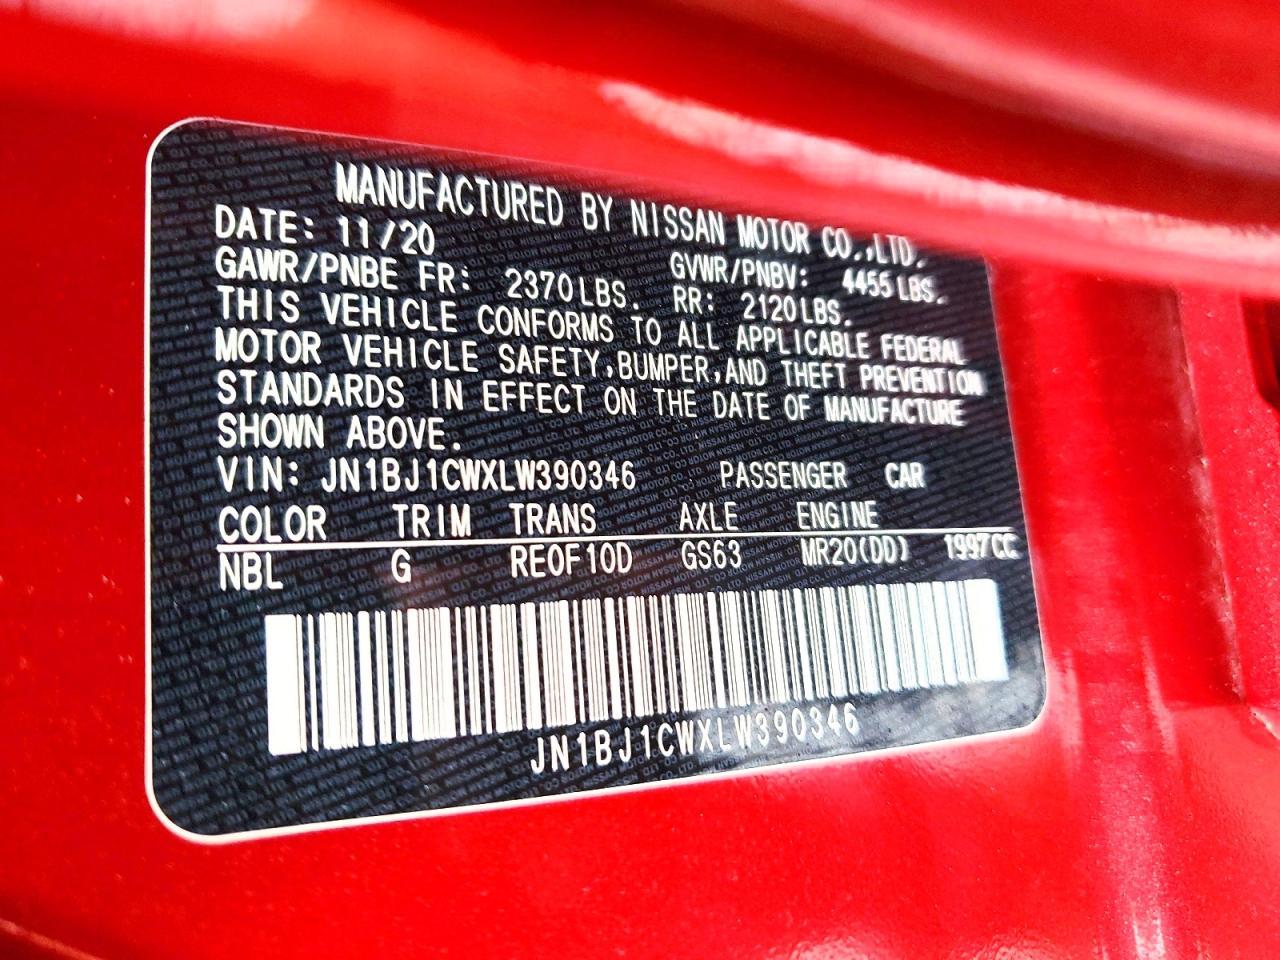 MANUFACTURED BY NISSAN MOTOR CO.,LTD.
DATE: 11/20 GVWR/PNBV: 4455LBS.
GAWR/PNBE FR: 2370LBS. RR: 2120LBS.
THIS VEHICLE CONFORMS TO ALL APPLICABLE FEDERAL
MOTOR VEHICLE SAFETY,BUMPER,AND THEFT PREVENTION
STANDARDS IN EFFECT ON THE DATE OF MANUFACTURE
SHOWN ABOVE.
VIN: JN1BJ1CWXLW390346 PASSENGER CAR
COLOR TRIM TRANS AXLE ENGINE
NBL G RE0F10D GS63 MR20(DD) 1997CC
JN1BJ1CWXLW390346